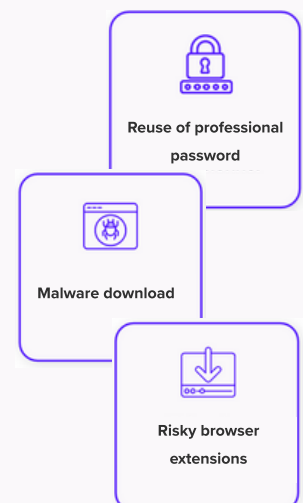 Reuse of professional
password
Malware download
Risky browser
extensions